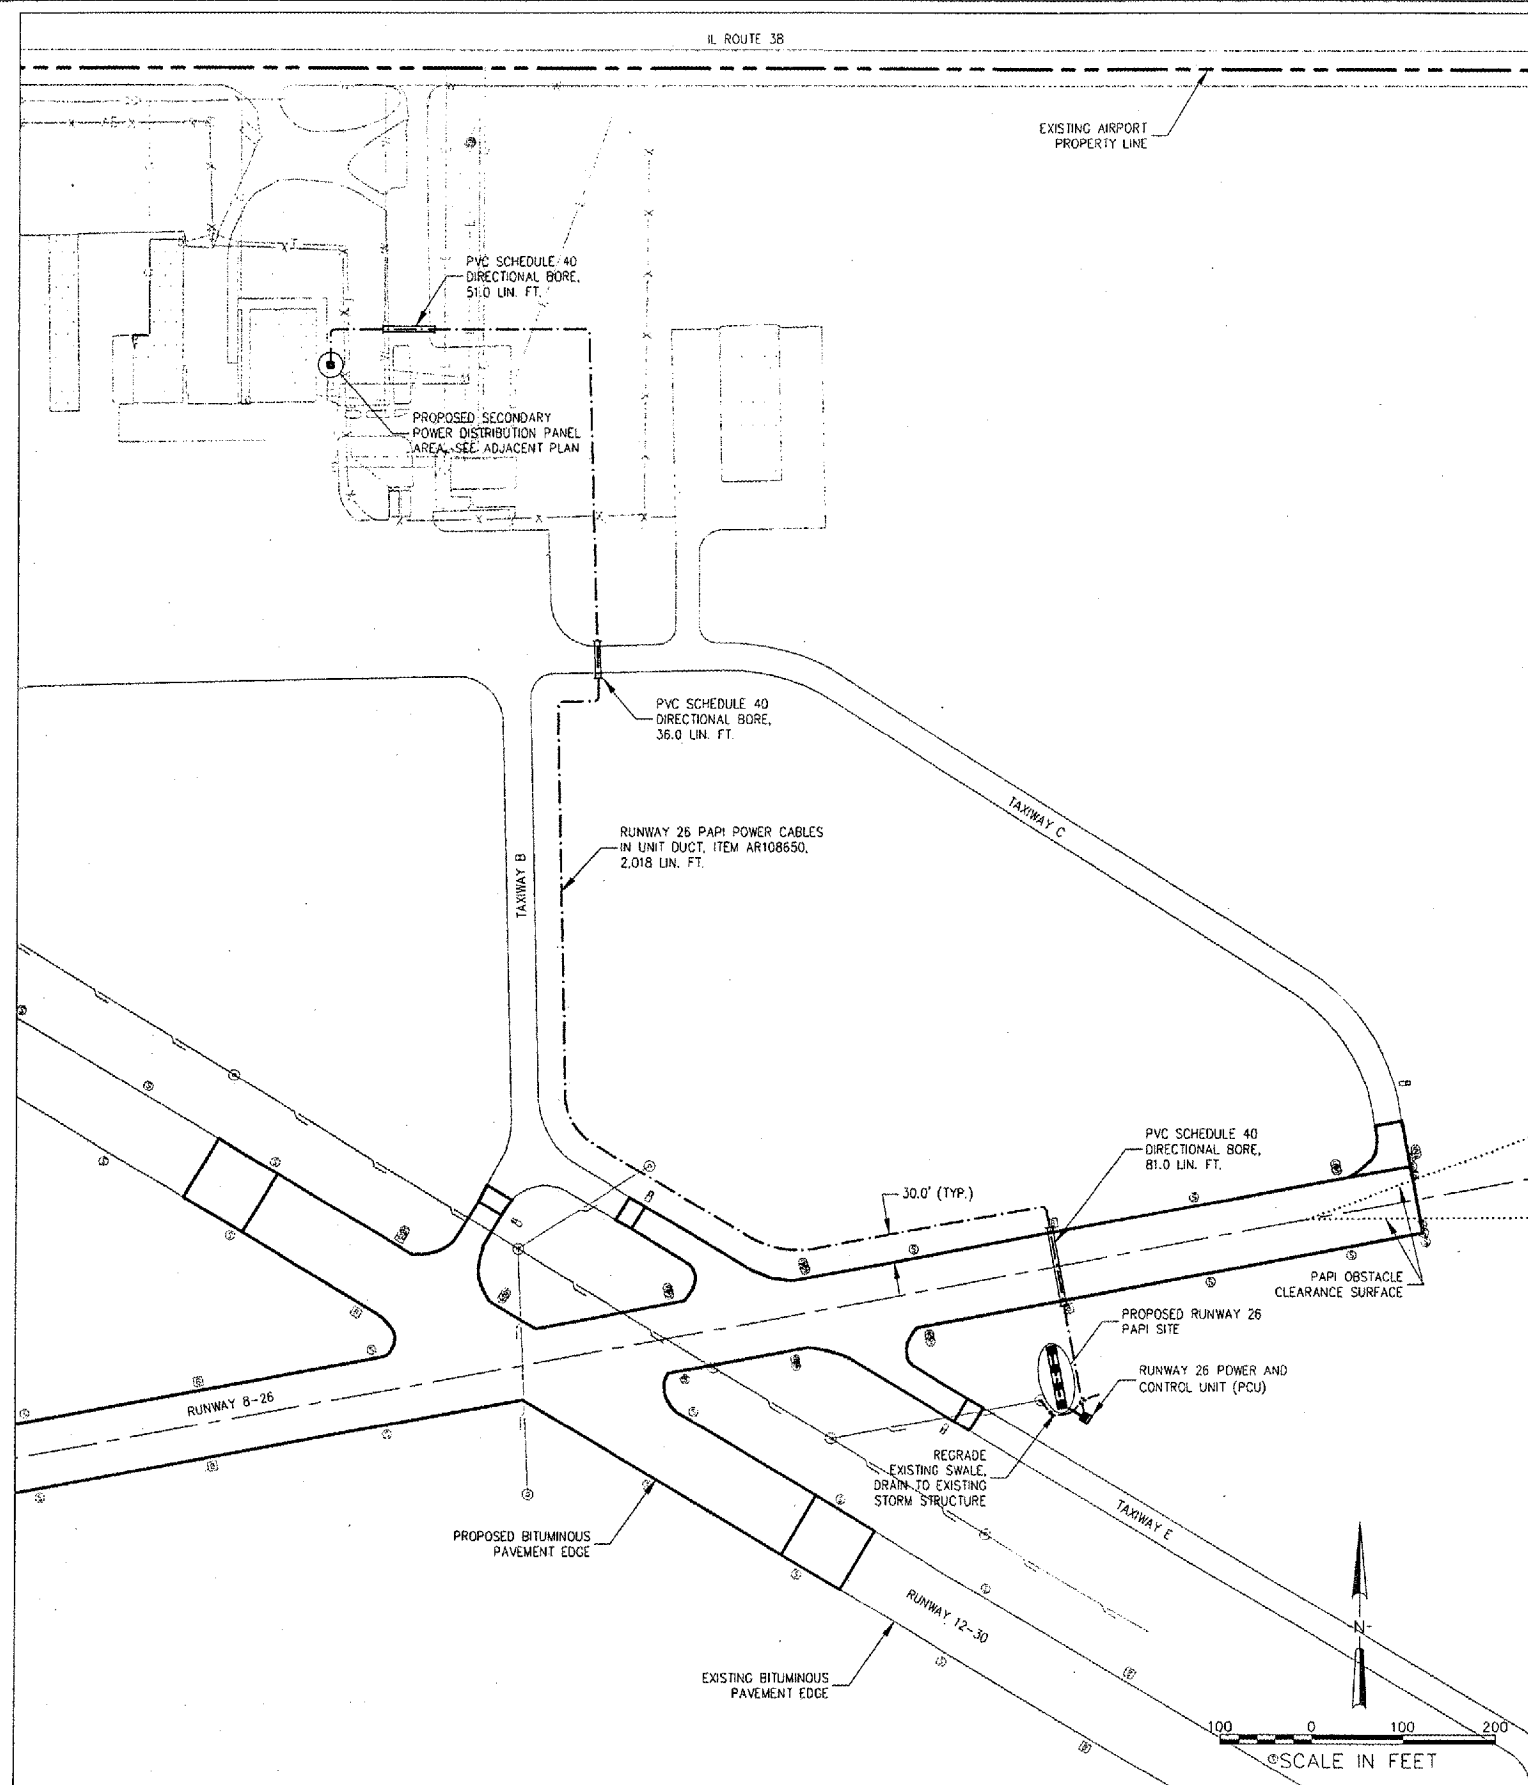 IL ROUTE 38
EXISTING AIRPORT
PROPERTY LINE
PVC SCHEDULE 40
DIRECTIONAL BORE,
51.0 LIN. FT.
PROPOSED SECONDARY
POWER DISTRIBUTION PANEL
AREA, SEE ADJACENT PLAN
PVC SCHEDULE 40
DIRECTIONAL BORE,
36.0 LIN. FT.
TAXIWAY C
RUNWAY 26 PAPI POWER CABLES
IN UNIT DUCT, ITEM AR108650,
2,018 LIN. FT.
TAXIWAY B
PVC SCHEDULE 40
DIRECTIONAL BORE,
81.0 LIN. FT.
30.0' (TYP.)
PAPI OBSTACLE
CLEARANCE SURFACE
PROPOSED RUNWAY 26
PAPI SITE
RUNWAY 26 POWER AND
CONTROL UNIT (PCU)
RUNWAY 8-26
REGRADE
EXISTING SWALE,
DRAIN TO EXISTING
STORM STRUCTURE
TAXIWAY E
PROPOSED BITUMINOUS
PAVEMENT EDGE
RUNWAY 12-30
EXISTING BITUMINOUS
PAVEMENT EDGE
N
100 0 100 200
SCALE IN FEET